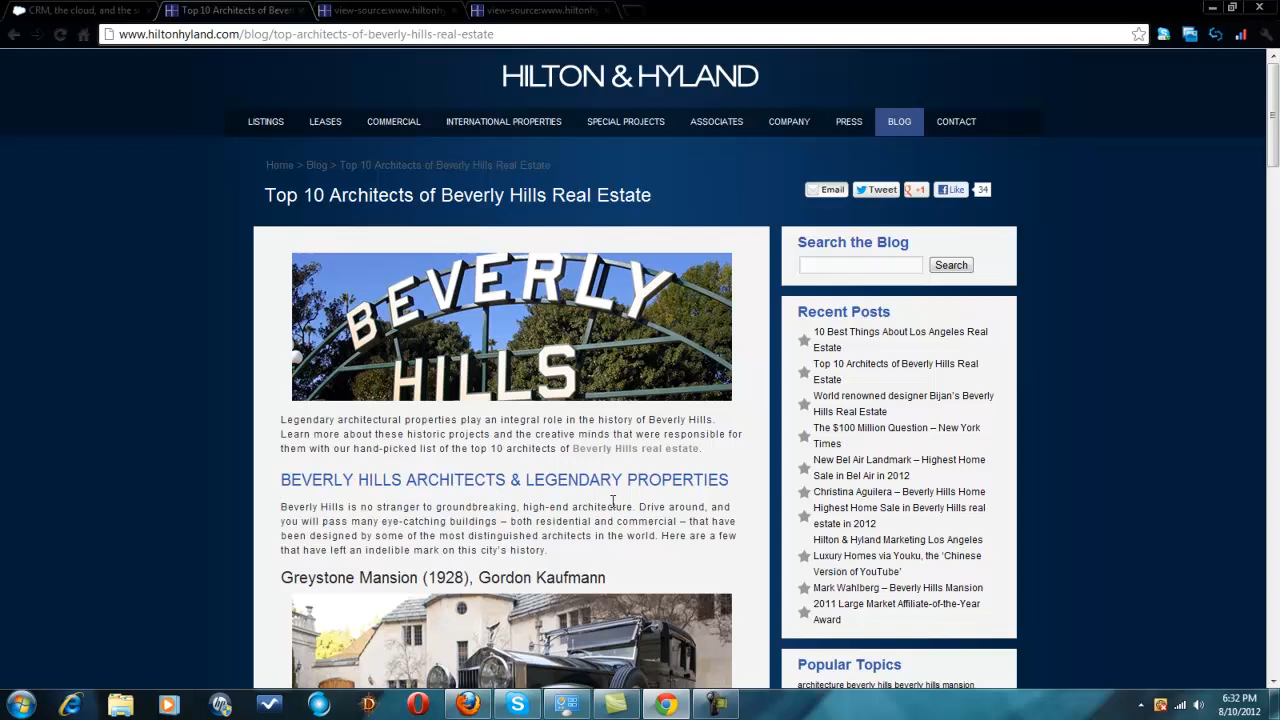 CRM, the cloud, and the s
Top 10 Architects of Bever
view-source:www.hiltonhy
view-source:www.hiltonhy
www.hiltonhyland.com/blog/top-architects-of-beverly-hills-real-estate
HILTON & HYLAND
LISTINGS LEASES COMMERCIAL INTERNATIONAL PROPERTIES SPECIAL PROJECTS ASSOCIATES COMPANY PRESS BLOG CONTACT
Home > Blog > Top 10 Architects of Beverly Hills Real Estate
Top 10 Architects of Beverly Hills Real Estate
Email Tweet +1 Like 34
BEVERLY
HILLS
Legendary architectural properties play an integral role in the history of Beverly Hills.
Learn more about these historic projects and the creative minds that were responsible for
them with our hand-picked list of the top 10 architects of Beverly Hills real estate.
BEVERLY HILLS ARCHITECTS & LEGENDARY PROPERTIES
Beverly Hills is no stranger to groundbreaking, high-end architecture. Drive around, and
you will pass many eye-catching buildings – both residential and commercial – that have
been designed by some of the most distinguished architects in the world. Here are a few
that have left an indelible mark on this city's history.
Greystone Mansion (1928), Gordon Kaufmann
Search the Blog
Search
Recent Posts
10 Best Things About Los Angeles Real
Estate
Top 10 Architects of Beverly Hills Real
Estate
World renowned designer Bijan's Beverly
Hills Real Estate
The $100 Million Question – New York
Times
New Bel Air Landmark – Highest Home
Sale in Bel Air in 2012
Christina Aguilera – Beverly Hills Home
Highest Home Sale in Beverly Hills real
estate in 2012
Hilton & Hyland Marketing Los Angeles
Luxury Homes via Youku, the 'Chinese
Version of YouTube'
Mark Wahlberg – Beverly Hills Mansion
2011 Large Market Affiliate-of-the-Year
Award
Popular Topics
architecture beverly hills beverly hills mansion
6:32 PM
8/10/2012